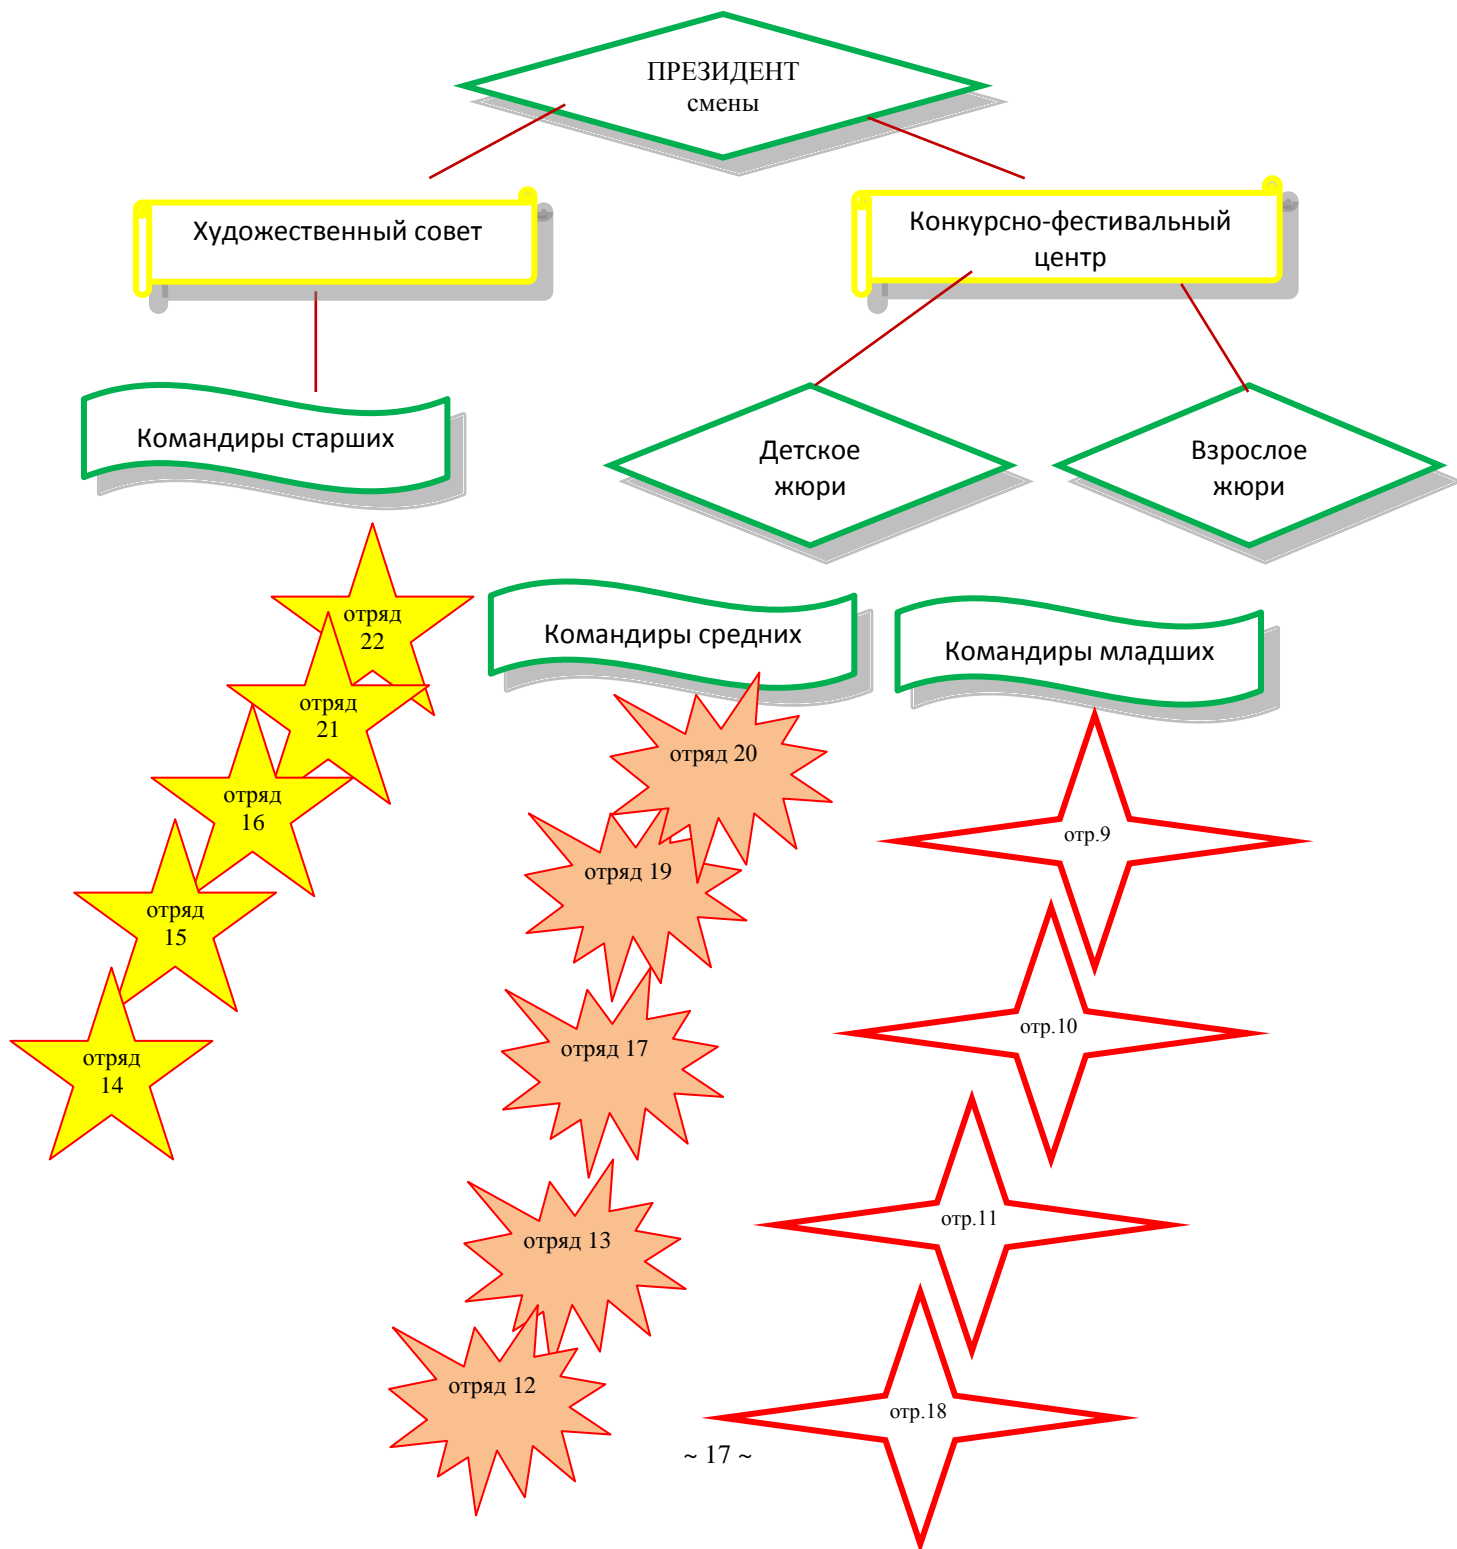 ПРЕЗИДЕНТ
смены
Художественный совет
Конкурсно-фестивальный
центр
Командиры старших
Детское
жюри
Взрослое
жюри
Командиры средних
Командиры младших
отряд
22
отряд
21
отряд
16
отряд
15
отряд
14
отряд 20
отряд 19
отряд 17
отряд 13
отряд 12
отр.9
отр.10
отр.11
отр.18
~ 17 ~